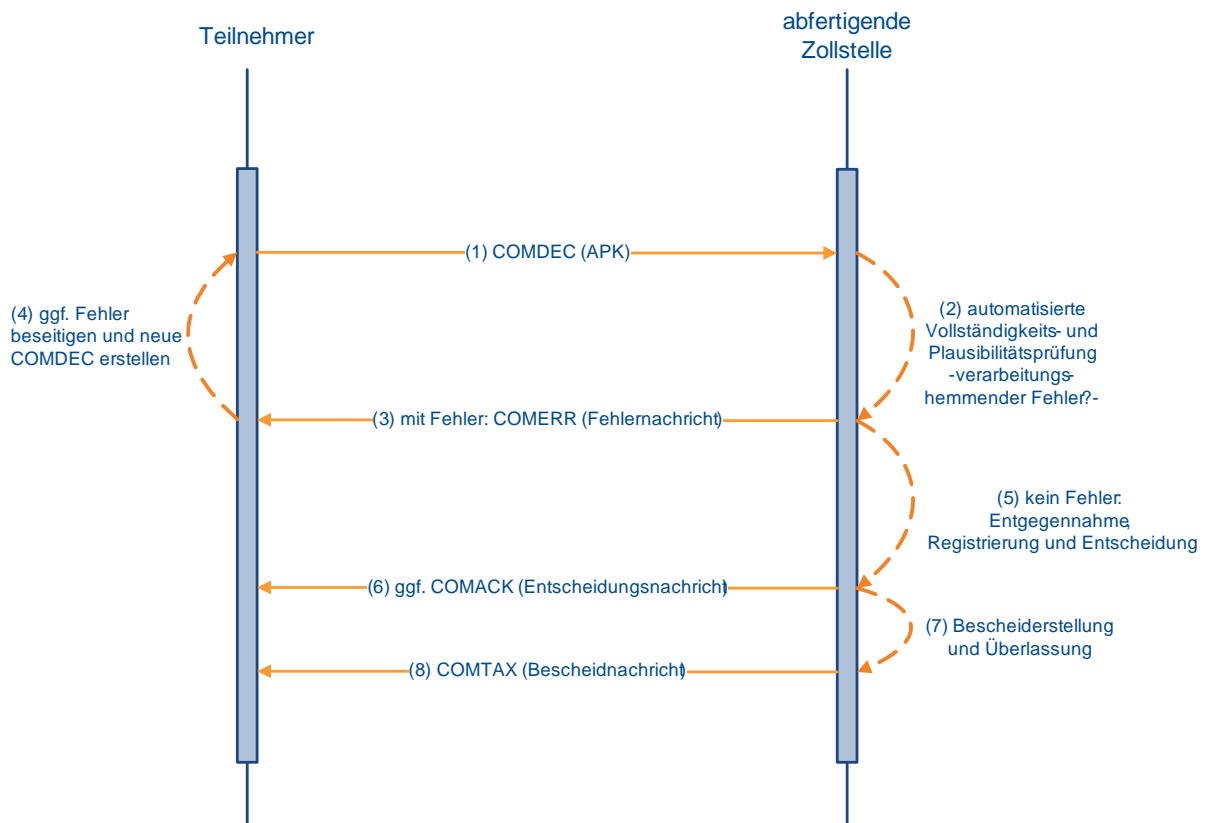 Teilnehmer
abfertigende
Zollstelle
(1) COMDEC (APK)
(2) automatisierte
Vollständigkeits- und
Plausibilitätsprüfung
-verarbeitungs-
hemmender Fehler?-
(3) mit Fehler: COMERR (Fehlernachricht)
(4) ggf. Fehler
beseitigen und neue
COMDEC erstellen
(5) kein Fehler:
Entgegennahme,
Registrierung und Entscheidung
(6) ggf. COMACK (Entscheidungsnachricht)
(7) Bescheiderstellung
und Überlassung
(8) COMTAX (Bescheidnachricht)